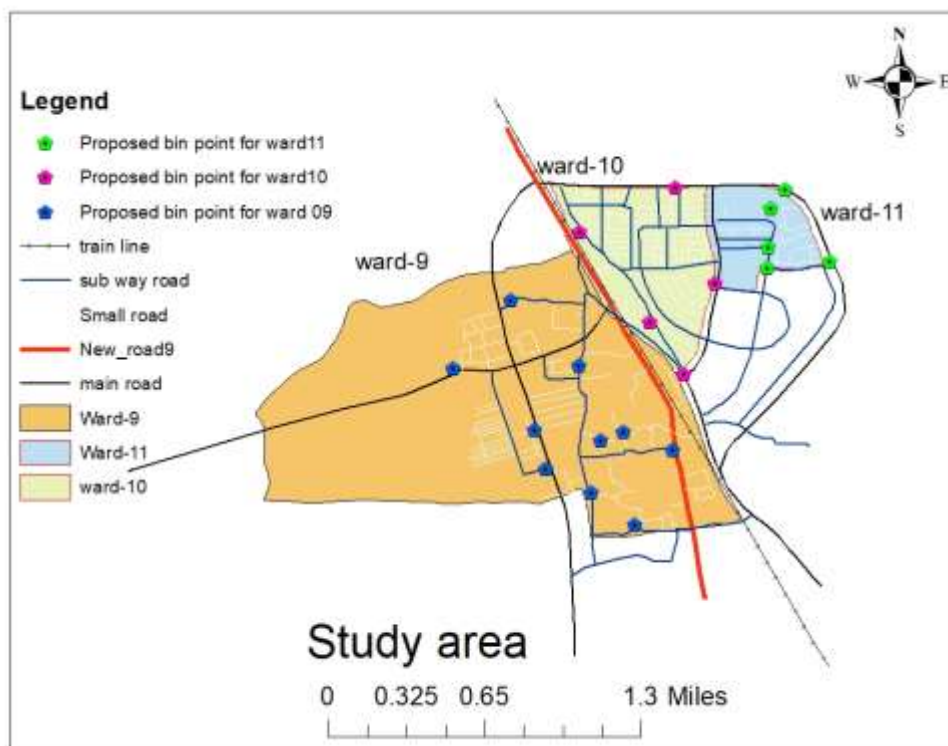 N
W E
S
Legend
Proposed bin point for ward11
Proposed bin point for ward10
Proposed bin point for ward 09
train line
sub way road
Small road
New_road9
main road
Ward-9
Ward-11
ward-10
ward-10
ward-11
ward-9
Study area
0 0.325 0.65 1.3 Miles